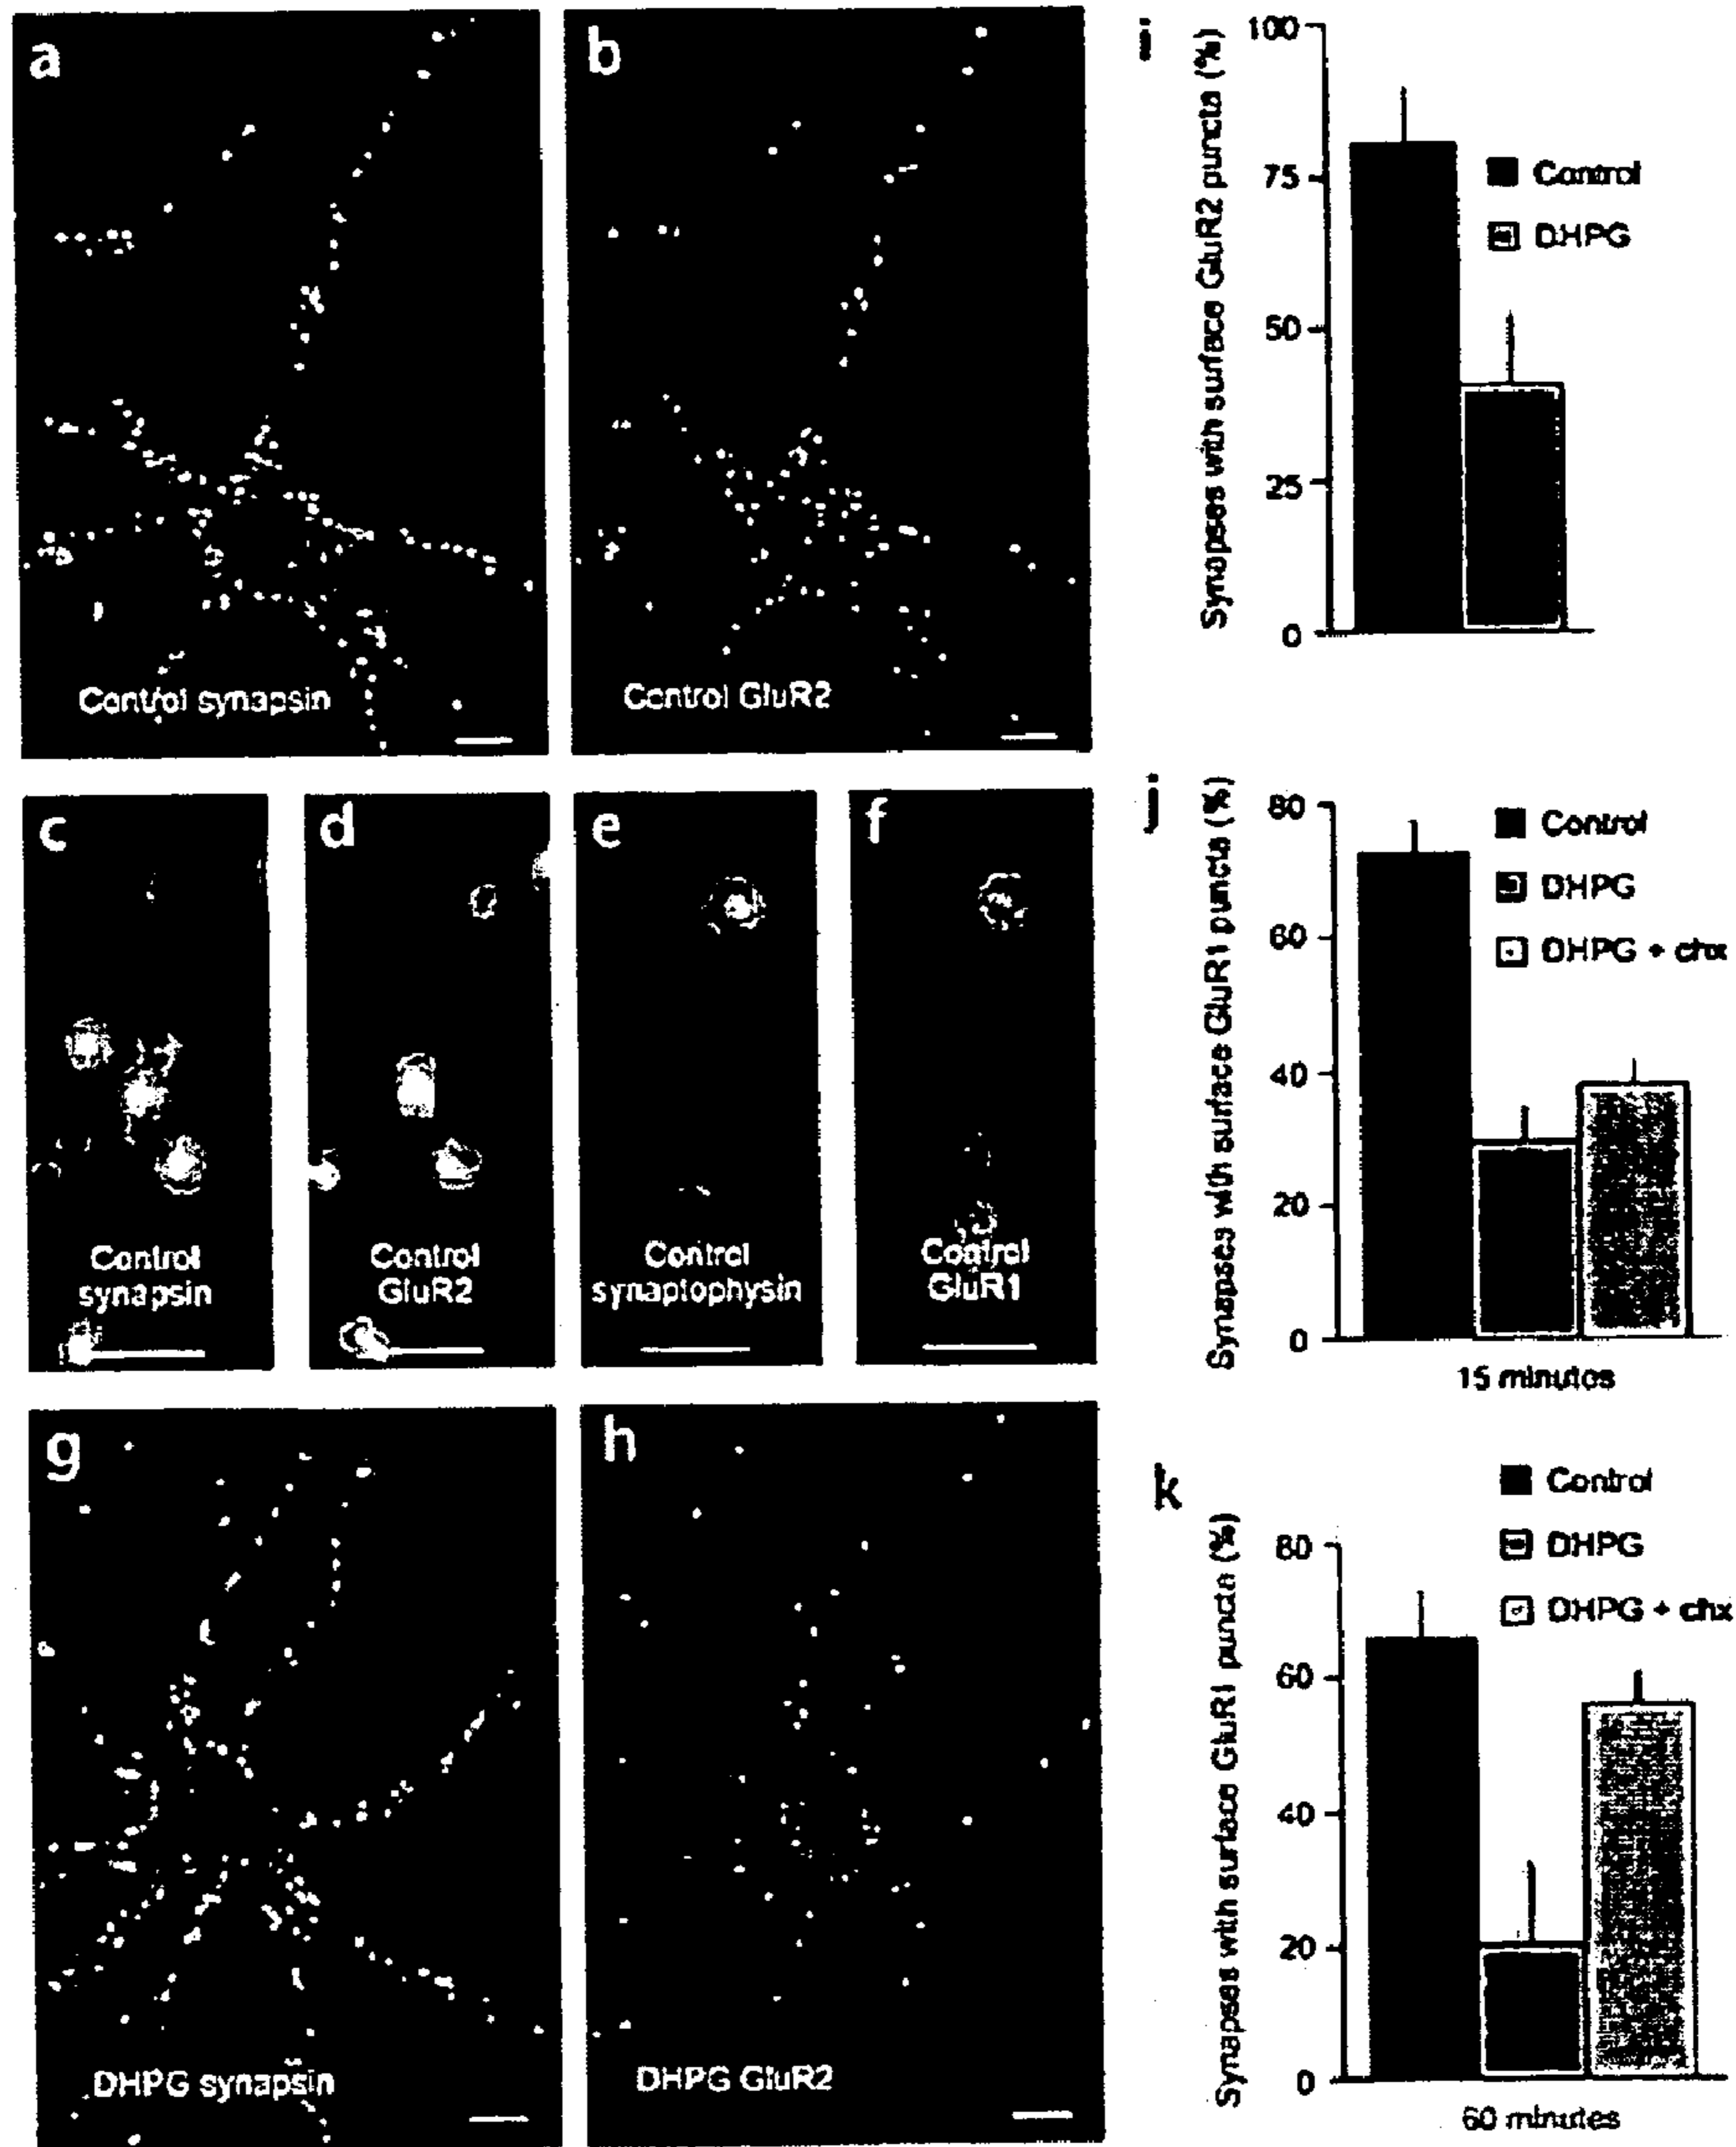 a
Control synapsin
b
Control GluR2
c
Control
synapsin
d
Control
GluR2
e
Control
synaptophysin
f
Control
GluR1
g
DHPG synapsin
h
DHPG GluR2
i
Synapses with surface GluR2 puncta (%)
100
75
50
25
0
Control
DHPG
j
Synapses with surface GluR1 puncta (%)
80
60
40
20
0
Control
DHPG
DHPG + chx
15 minutes
k
Synapses with surface GluR1 puncta (%)
80
60
40
20
0
Control
DHPG
DHPG + chx
60 minutes